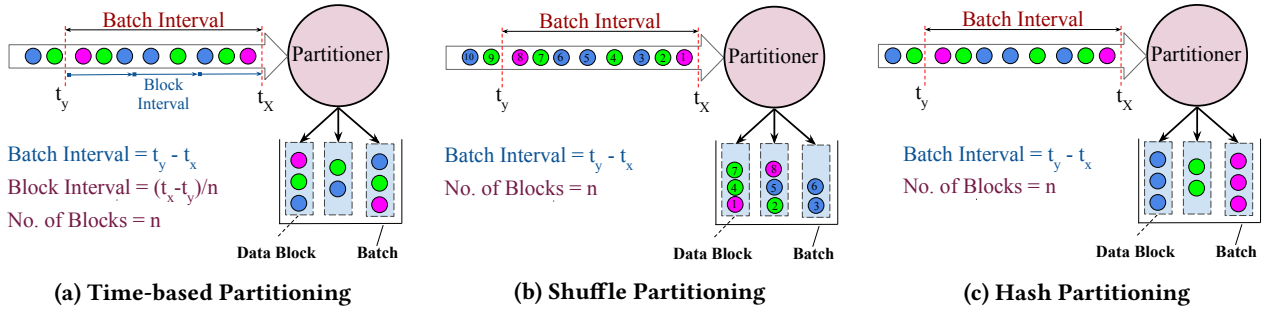 Batch Interval
Partitioner
Block
Interval
t_y
t_x
Batch Interval = t_y - t_x
Block Interval = (t_x-t_y)/n
No. of Blocks = n
Data Block
Batch
(a) Time-based Partitioning
Batch Interval
10 9 8 7 6 5 4 3 2 1
Partitioner
t_y
t_x
Batch Interval = t_y - t_x
No. of Blocks = n
7 8
4 5 6
1 2 3
Data Block
Batch
(b) Shuffle Partitioning
Batch Interval
Partitioner
t_y
t_x
Batch Interval = t_y - t_x
No. of Blocks = n
Data Block
Batch
(c) Hash Partitioning